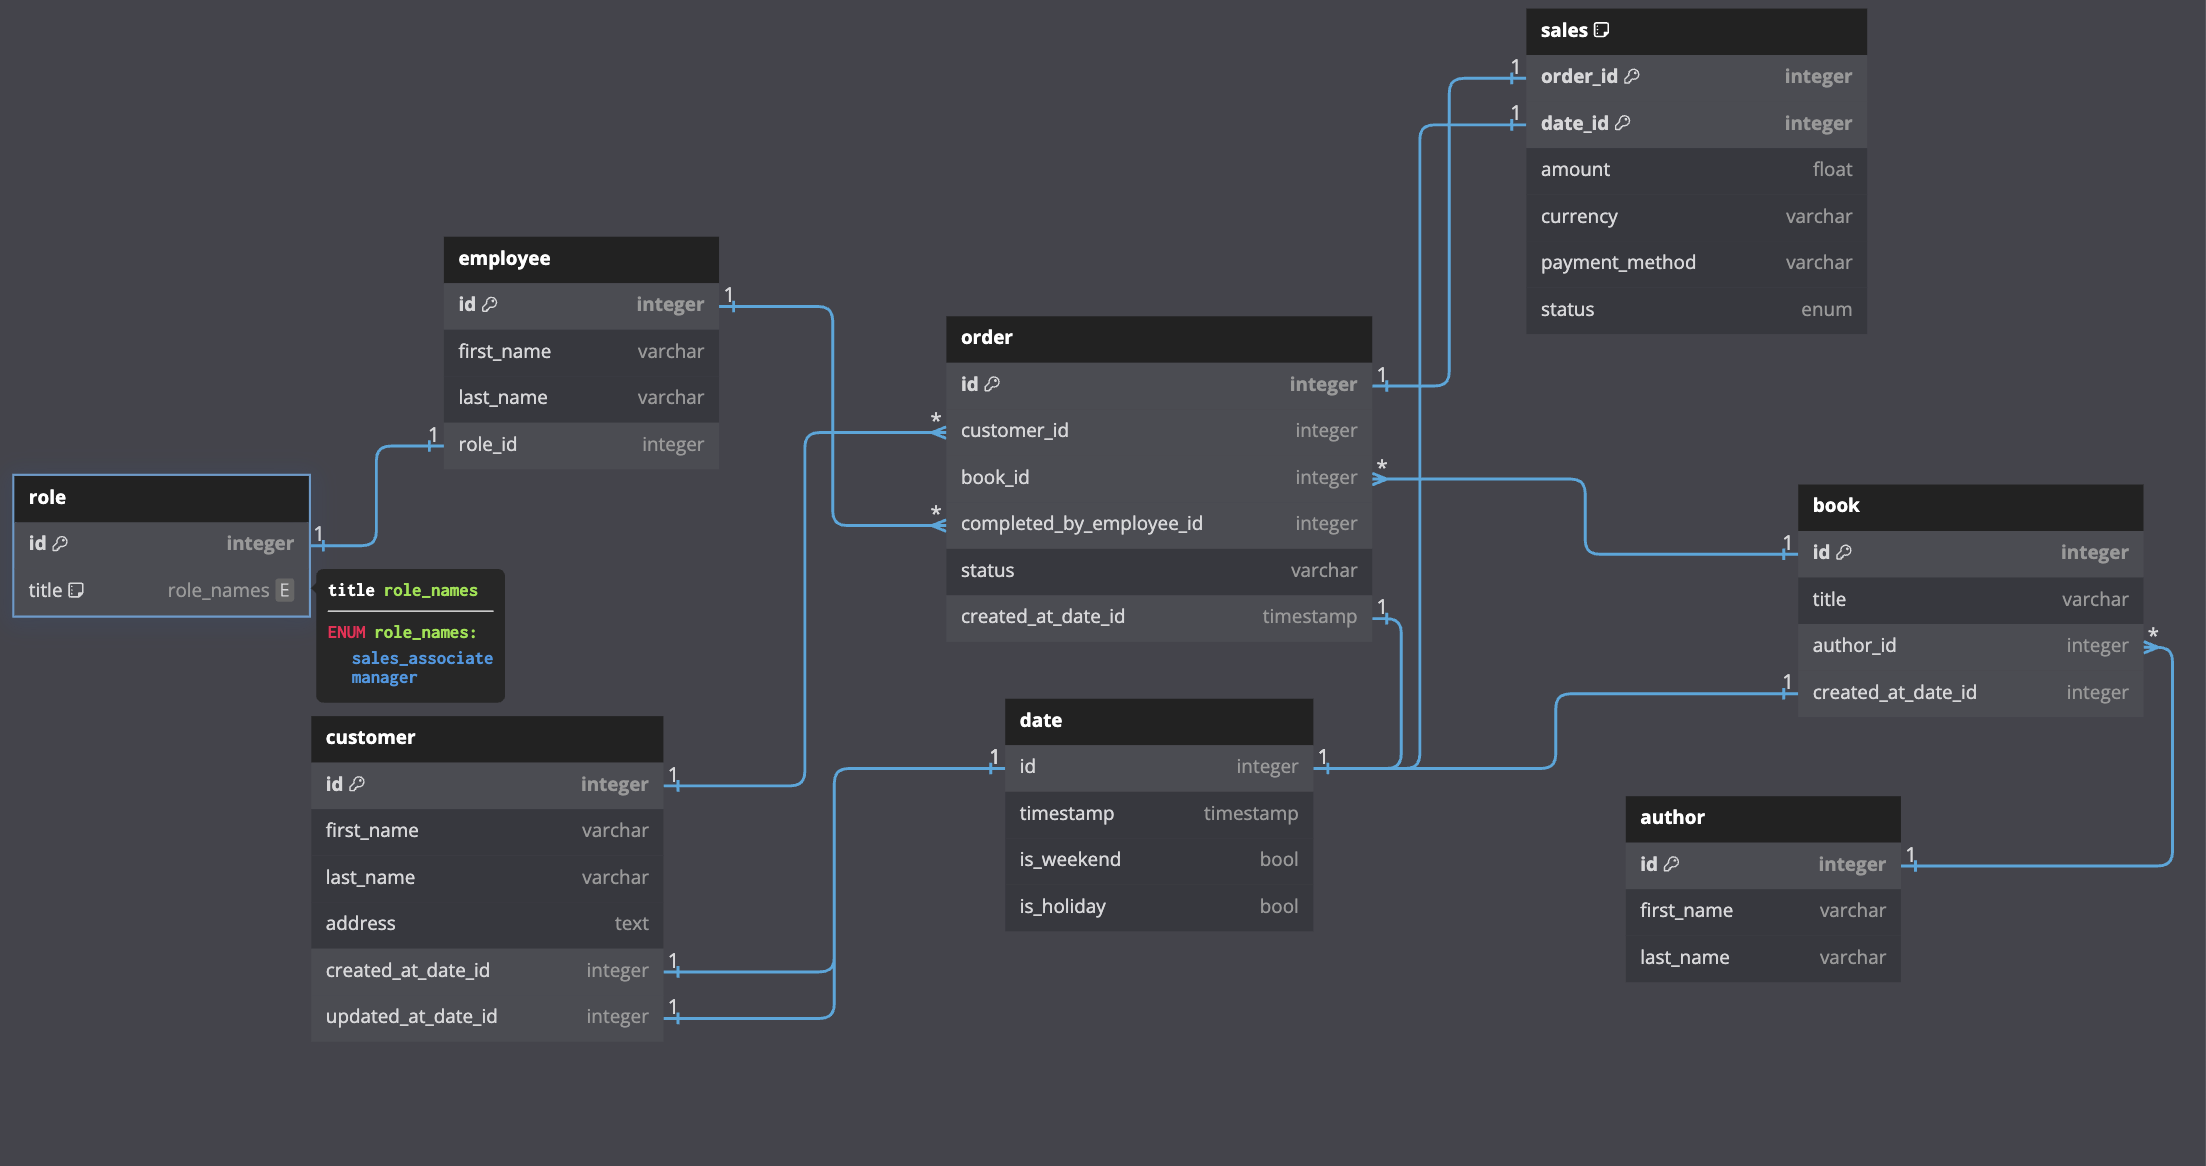 sales
order_id integer
date_id integer
amount float
currency varchar
payment_method varchar
status enum
1
1
employee
id integer
first_name varchar
last_name varchar
role_id integer
1
1
order
id integer
customer_id integer
book_id integer
completed_by_employee_id integer
status varchar
created_at_date_id timestamp
1
*
*
*
1
role
id integer
title role_names E
1
title role_names
ENUM role_names:
sales_associate
manager
book
id integer
title varchar
author_id integer
created_at_date_id integer
1
*
1
customer
id integer
first_name varchar
last_name varchar
address text
created_at_date_id integer
updated_at_date_id integer
1
1
1
date
id integer
timestamp timestamp
is_weekend bool
is_holiday bool
1
1
author
id integer
first_name varchar
last_name varchar
1